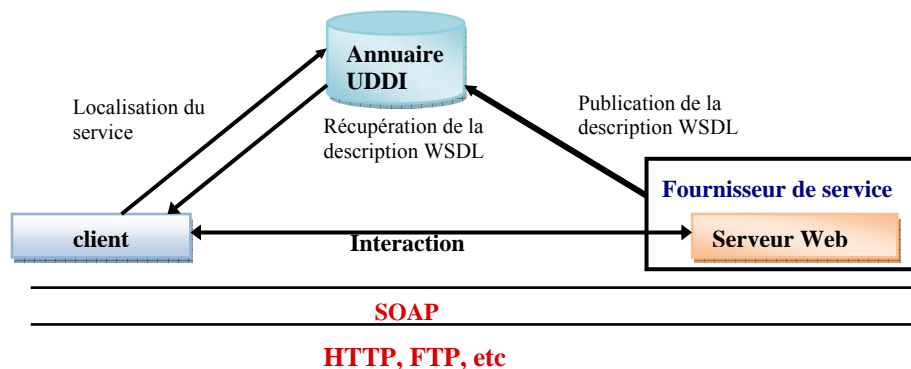 Annuaire
UDDI
Localisation du
service
Publication de la
description WSDL
Récupération de la
description WSDL
Fournisseur de service
client
Interaction
Serveur Web
SOAP
HTTP, FTP, etc